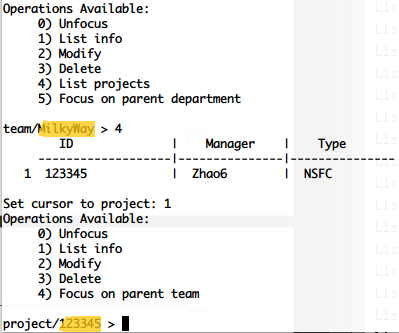 Operations Available:
0) Unfocus
1) List info
2) Modify
3) Delete
4) List projects
5) Focus on parent department
team/MilkyWay > 4
ID | Manager | Type
--------------------|---------------|---------------
1 123345 | Zhao6 | NSFC
Set cursor to project: 1
Operations Available:
0) Unfocus
1) List info
2) Modify
3) Delete
4) Focus on parent team
project/123345 >